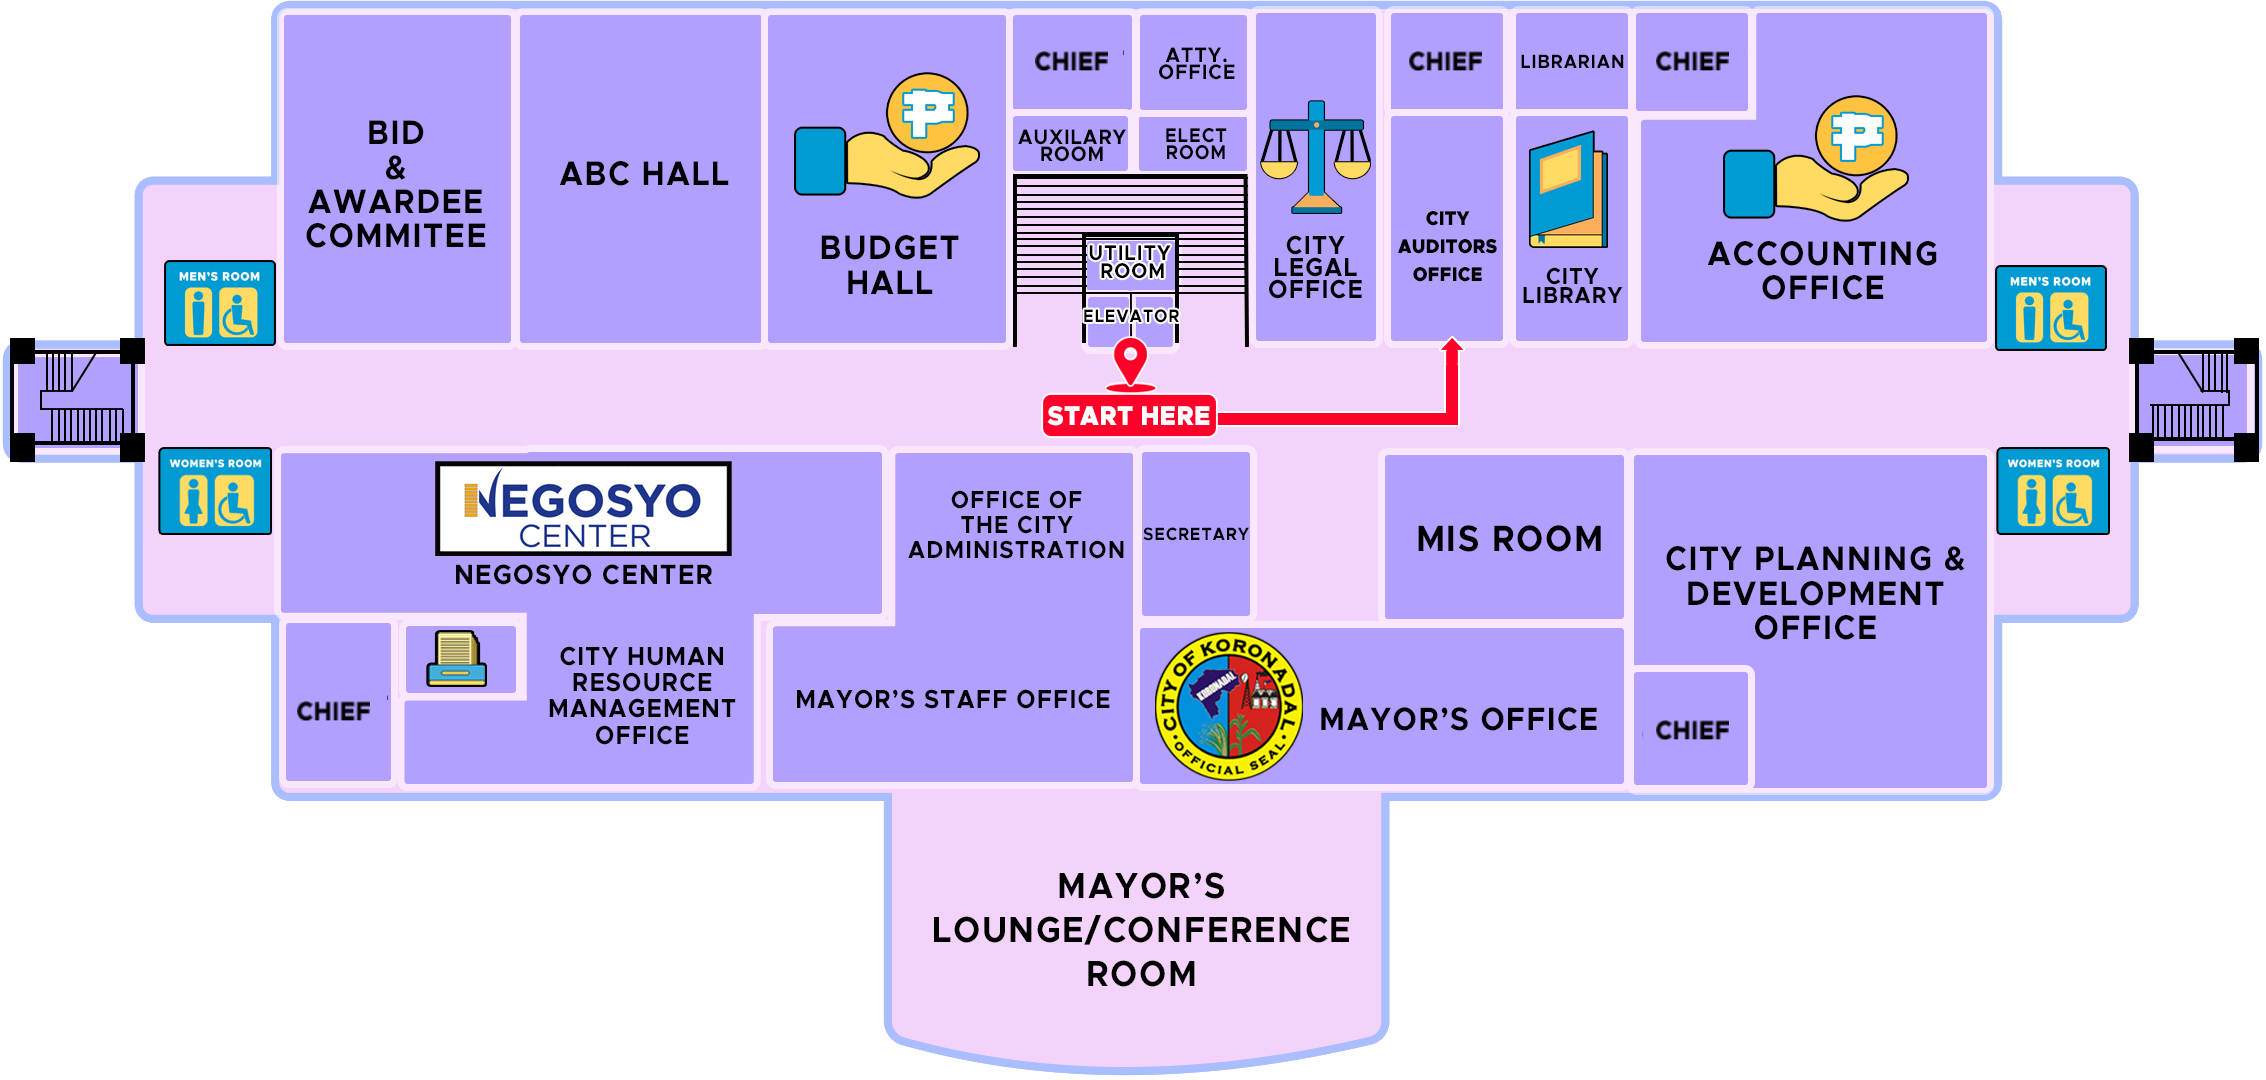 BID
&
AWARDEE
COMMITEE
ABC HALL
BUDGET
HALL
CHIEF
ATTY.
OFFICE
AUXILARY
ROOM
ELECT
ROOM
UTILITY
ROOM
ELEVATOR
CITY
LEGAL
OFFICE
CHIEF
CITY
AUDITORS
OFFICE
LIBRARIAN
CITY
LIBRARY
CHIEF
ACCOUNTING
OFFICE
MEN'S ROOM
MEN'S ROOM
START HERE
WOMEN'S ROOM
WOMEN'S ROOM
NEGOSYO
CENTER
NEGOSYO CENTER
OFFICE OF
THE CITY
ADMINISTRATION
SECRETARY
MIS ROOM
CITY PLANNING &
DEVELOPMENT
OFFICE
CHIEF
CITY HUMAN
RESOURCE
MANAGEMENT
OFFICE
MAYOR'S STAFF OFFICE
CITY OF KORONADAL
KORONADAL
OFFICIAL SEAL
MAYOR'S OFFICE
CHIEF
MAYOR'S
LOUNGE/CONFERENCE
ROOM